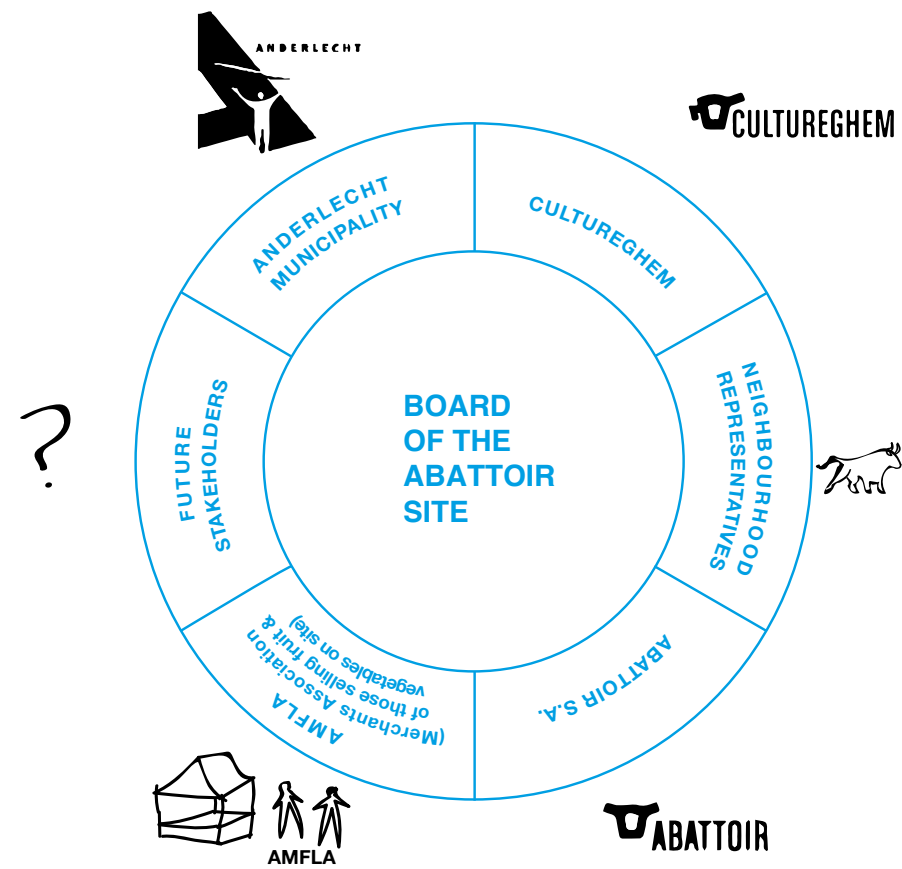 ANDERLECHT
CULTUREGHEM
ANDERLECHT
MUNICIPALITY
CULTUREGHEM
NEIGHBOURHOOD
REPRESENTATIVES
BOARD
OF THE
ABATTOIR
SITE
?
FUTURE
STAKEHOLDERS
ABATTOIR S.A.
AMFLA
(Merchants Association
of those selling fruit &
vegetables on site)
ABATTOIR
AMFLA